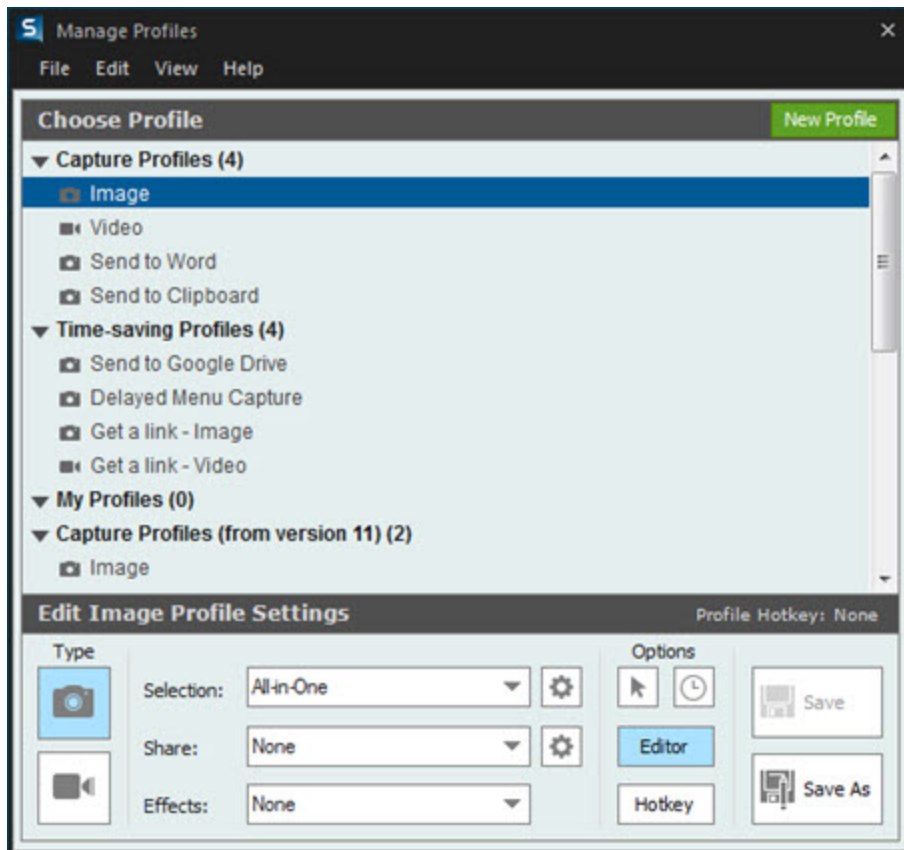 S Manage Profiles
File Edit View Help
Choose Profile New Profile
Capture Profiles (4)
Image
Video
Send to Word
Send to Clipboard
Time-saving Profiles (4)
Send to Google Drive
Delayed Menu Capture
Get a link - Image
Get a link - Video
My Profiles (0)
Capture Profiles (from version 11) (2)
Image
Edit Image Profile Settings Profile Hotkey: None
Type Options
Selection: All-in-One
Save
Share: None Editor
Save As
Effects: None Hotkey